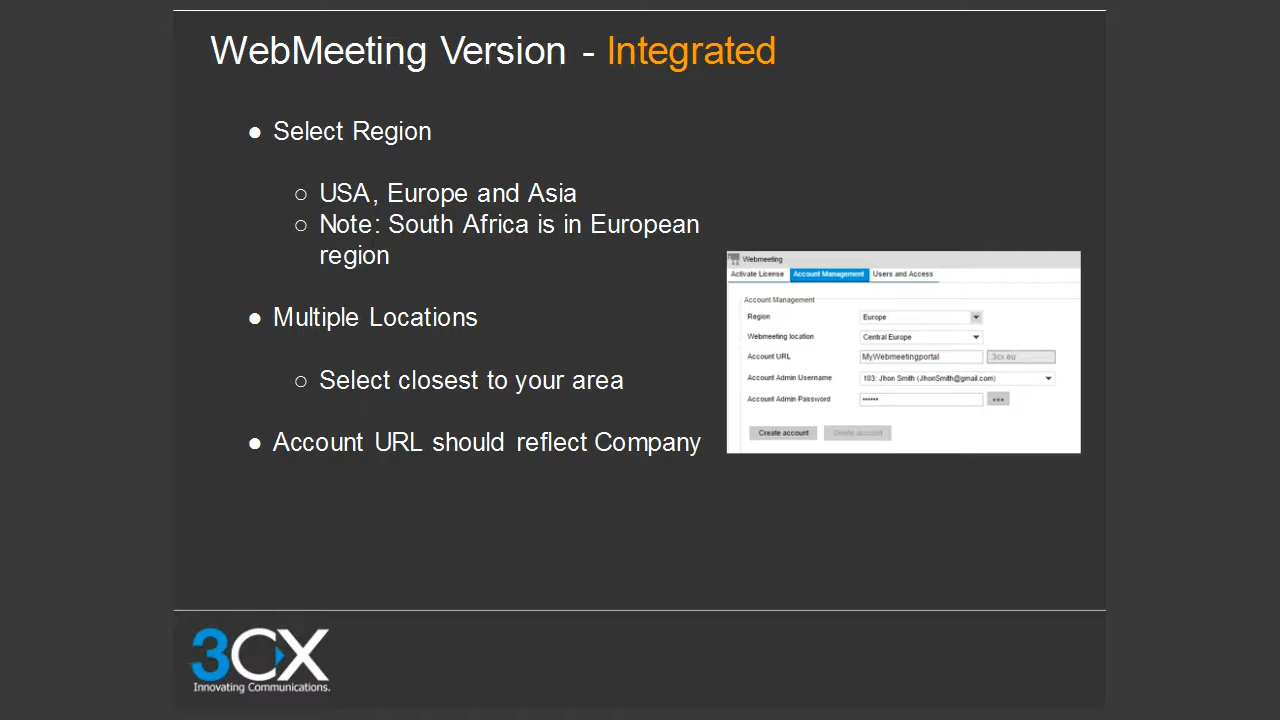 WebMeeting Version - Integrated
● Select Region
○ USA, Europe and Asia
○ Note: South Africa is in European
region
● Multiple Locations
○ Select closest to your area
● Account URL should reflect Company
Webmeeting
Activate License Account Management Users and Access
Account Management
Region Europe
Webmeeting location Central Europe
Account URL MyWebmeetingportal 3cx.eu
Account Admin Username 103: Jhon Smith (JhonSmith@gmail.com)
Account Admin Password ••••••
Create account Delete account
3CX
Innovating Communications.